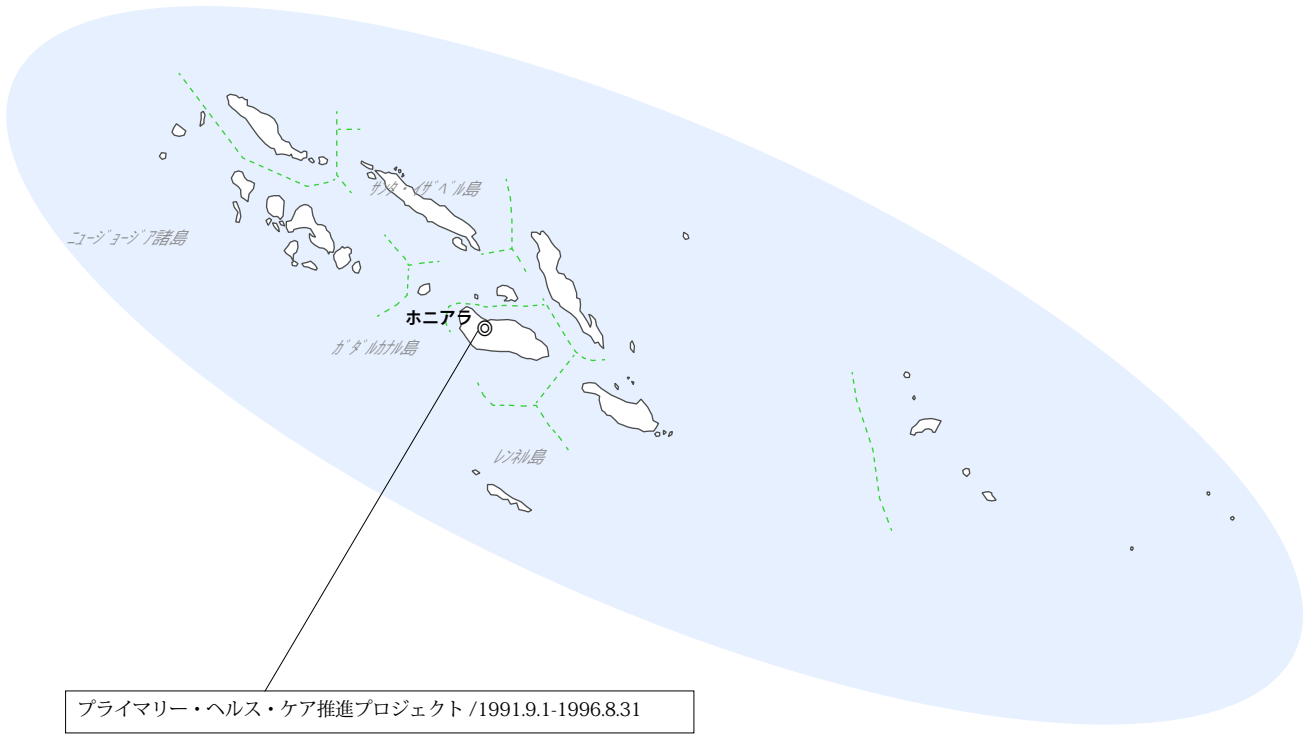 サンタ・イザベル島
ニュージョージア諸島
ホニアラ
ガダルカナル島
レンネル島
プライマリー・ヘルス・ケア推進プロジェクト /1991.9.1-1996.8.31